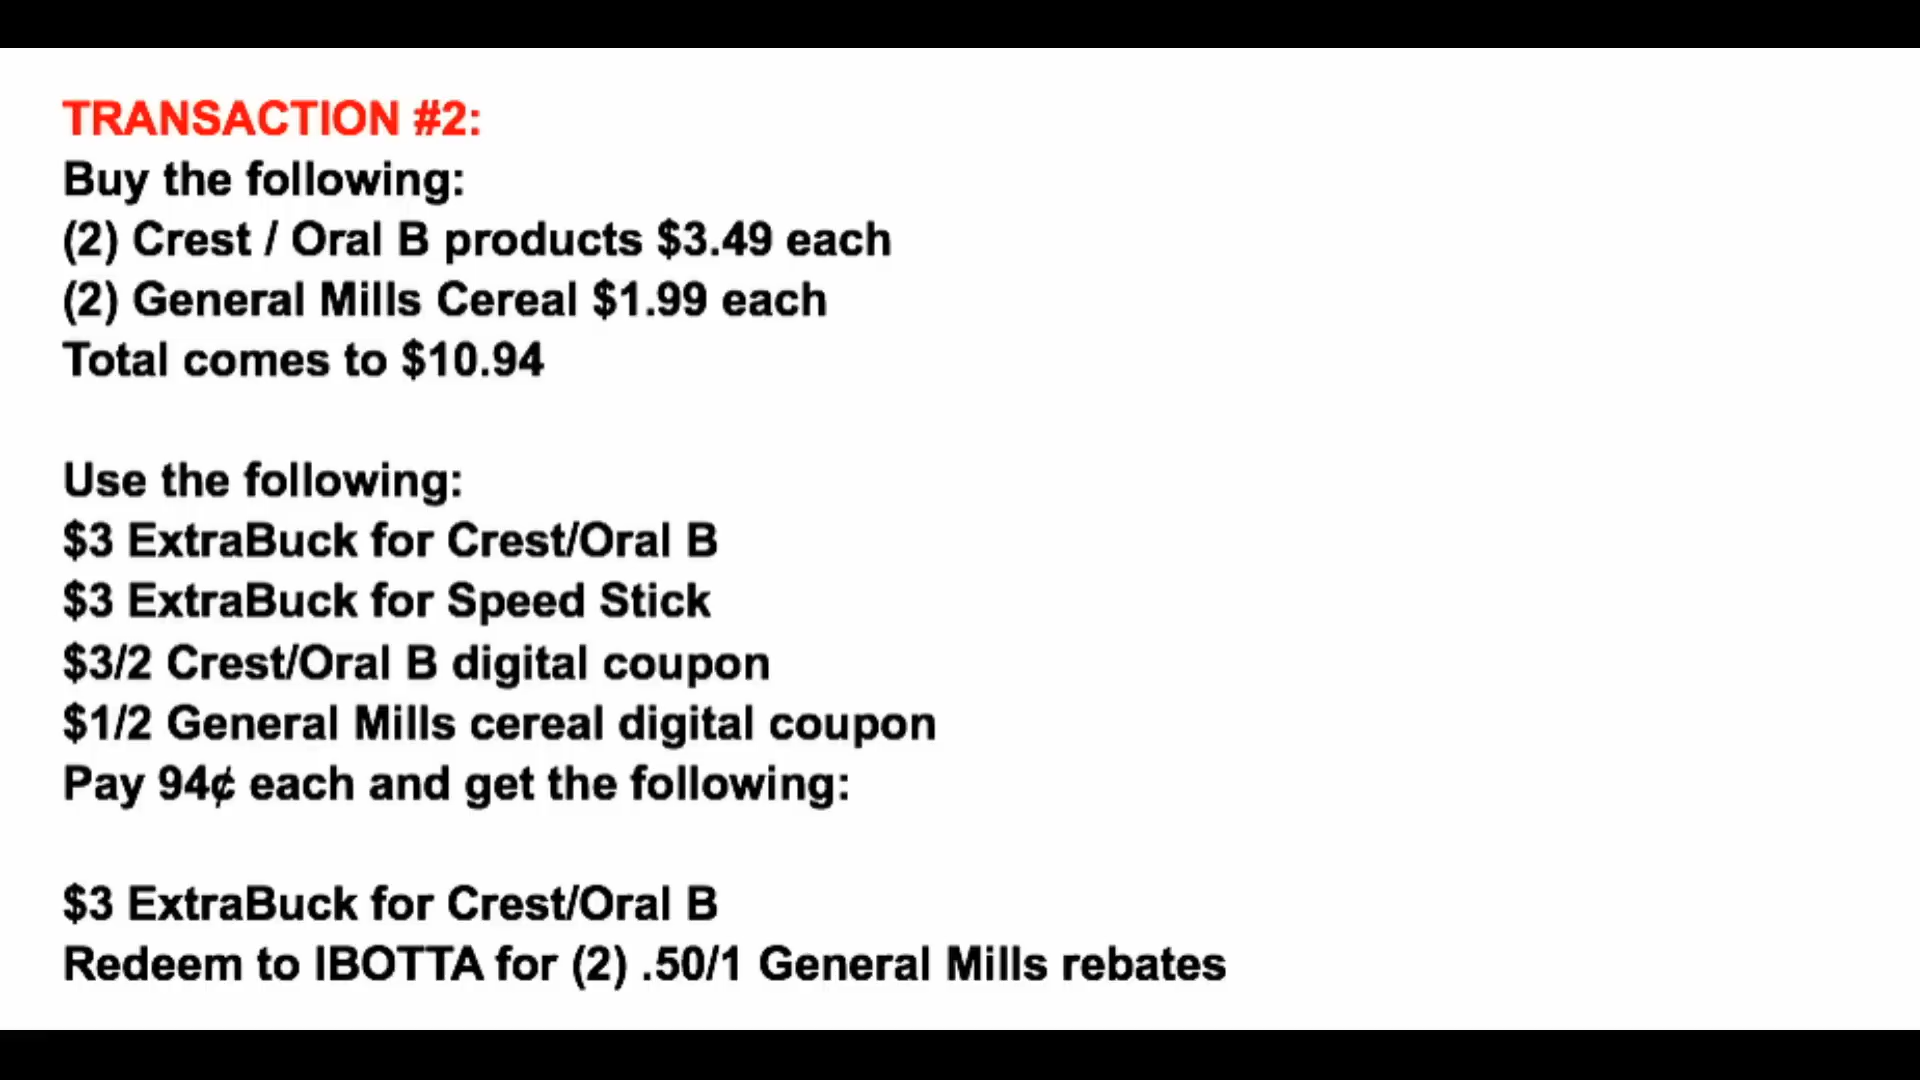 TRANSACTION #2:
Buy the following:
(2) Crest / Oral B products $3.49 each
(2) General Mills Cereal $1.99 each
Total comes to $10.94
Use the following:
$3 ExtraBuck for Crest/Oral B
$3 ExtraBuck for Speed Stick
$3/2 Crest/Oral B digital coupon
$1/2 General Mills cereal digital coupon
Pay 94¢ each and get the following:
$3 ExtraBuck for Crest/Oral B
Redeem to IBOTTA for (2) .50/1 General Mills rebates